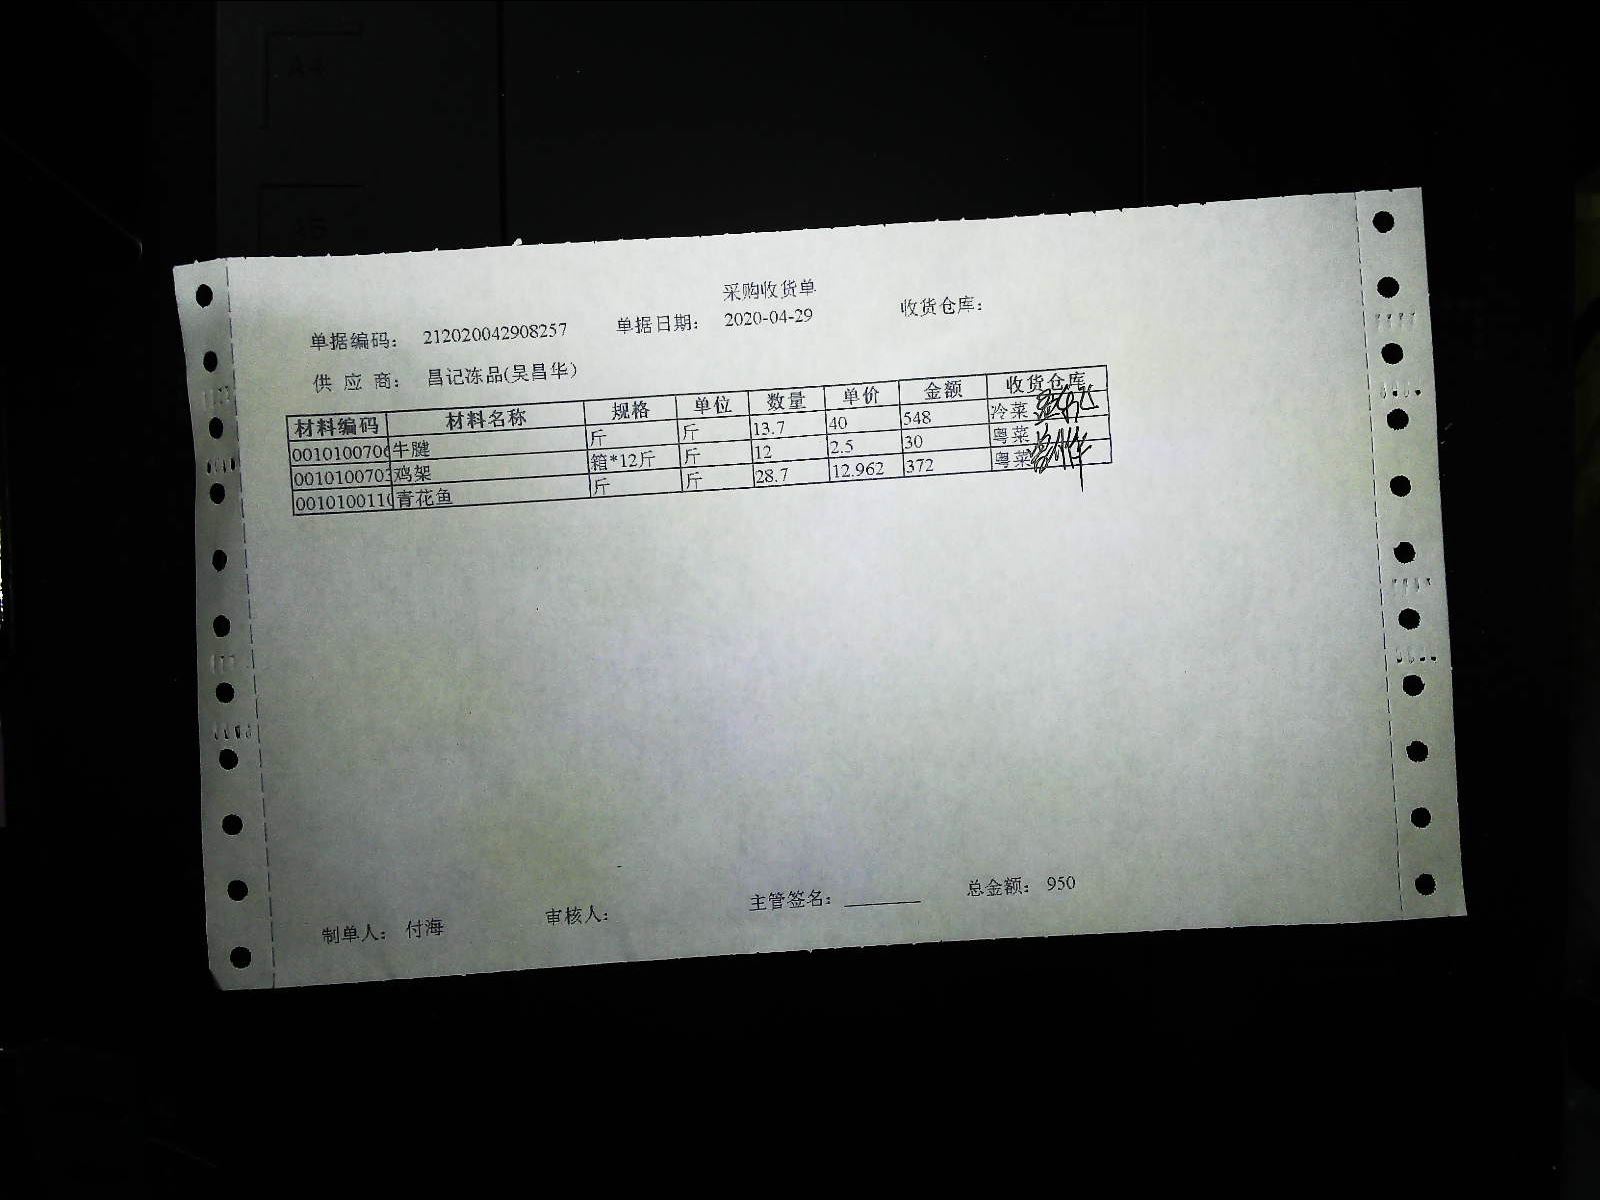 A4
A5
采购收货单
单据编码: 212020042908257 单据日期: 2020-04-29 收货仓库:
供 应 商: 昌记冻品(吴昌华)
材料编码 材料名称 规格 单位 数量 单价 金额 收货仓库
0010100706 牛腱 斤 斤 13.7 40 548 冷菜
0010100703 鸡架 箱*12斤 斤 12 2.5 30 粤菜
001010011 青花鱼 斤 斤 28.7 12.962 372 粤菜
制单人: 付海 审核人: 主管签名: 总金额: 950